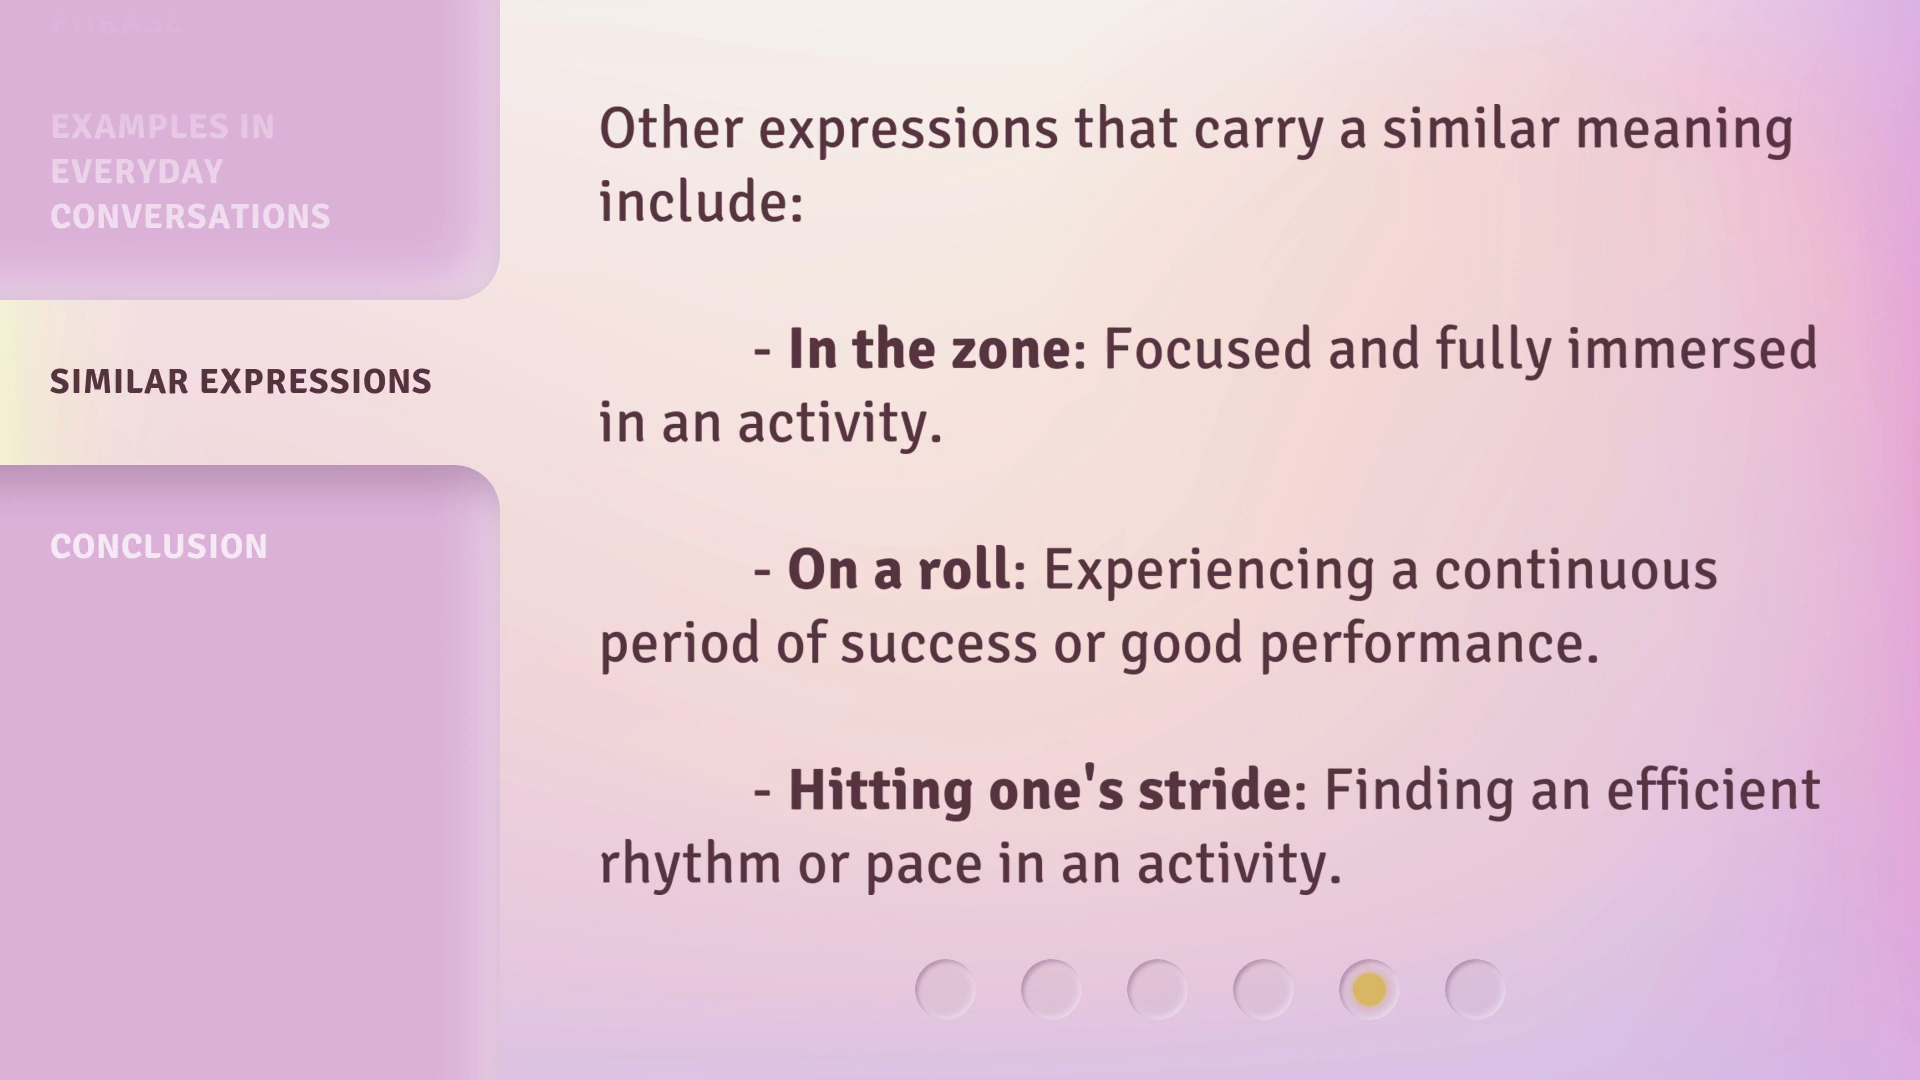 PHRASE
EXAMPLES IN
EVERYDAY
CONVERSATIONS
SIMILAR EXPRESSIONS
CONCLUSION
Other expressions that carry a similar meaning
include:
- In the zone: Focused and fully immersed
in an activity.
- On a roll: Experiencing a continuous
period of success or good performance.
- Hitting one's stride: Finding an efficient
rhythm or pace in an activity.